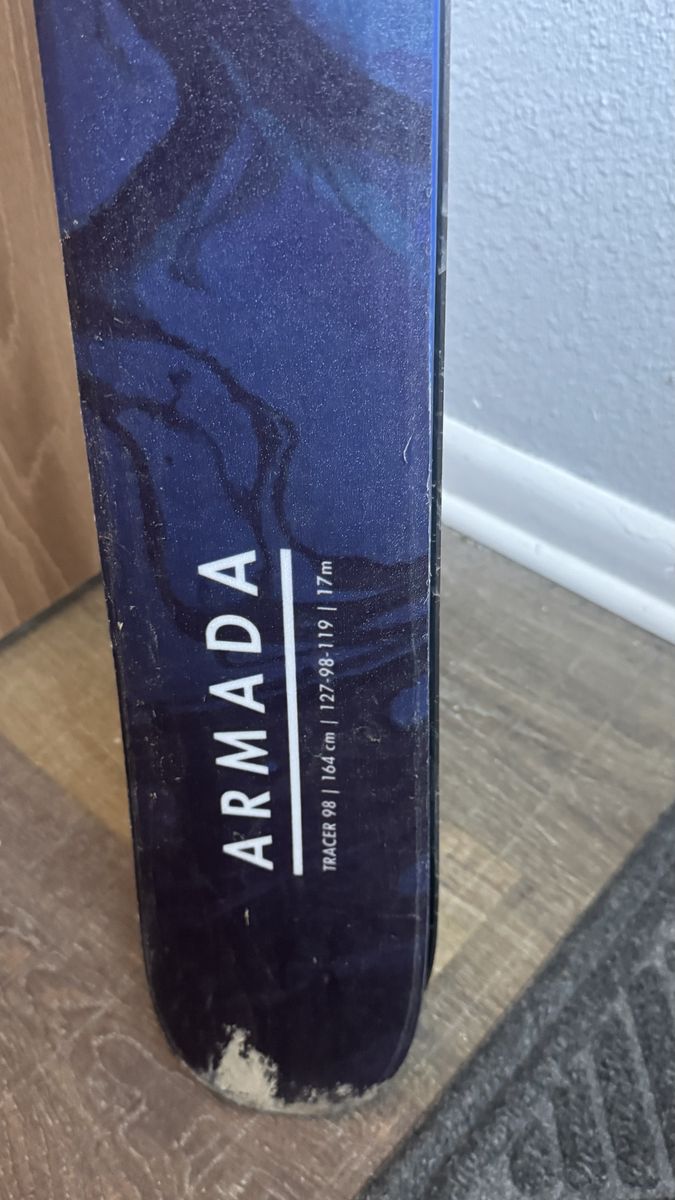 ARMADA
TRACER 98 | 164 cm | 127-98-119 | 17m